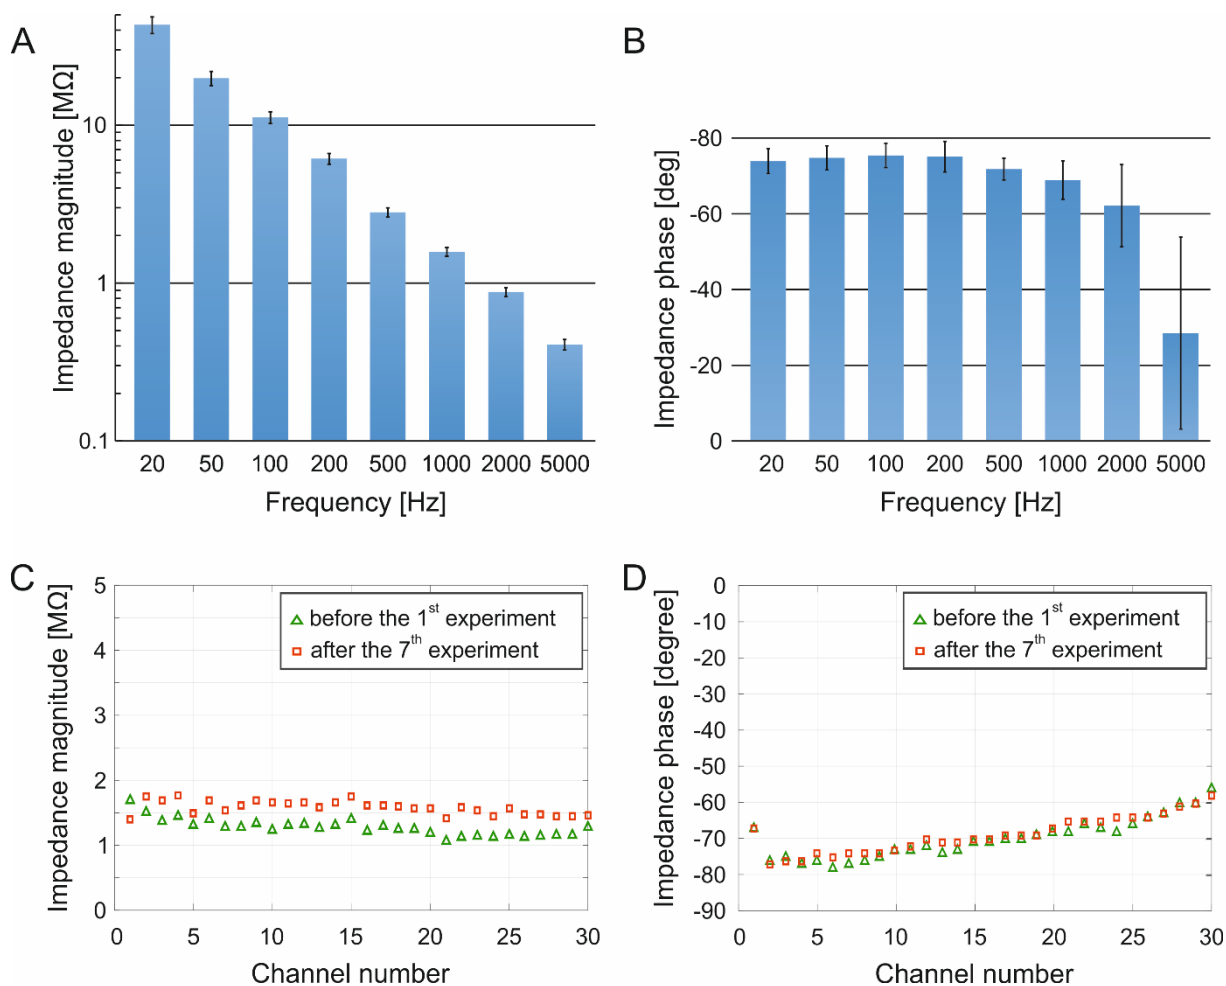 A
Impedance magnitude [MΩ]
10
1
0.1
20 50 100 200 500 1000 2000 5000
Frequency [Hz]
B
Impedance phase [deg]
-80
-60
-40
-20
0
20 50 100 200 500 1000 2000 5000
Frequency [Hz]
C
Impedance magnitude [MΩ]
5
4
3
2
1
0
0 5 10 15 20 25 30
Channel number
before the 1st experiment
after the 7th experiment
D
Impedance phase [degree]
0
-10
-20
-30
-40
-50
-60
-70
-80
-90
0 5 10 15 20 25 30
Channel number
before the 1st experiment
after the 7th experiment